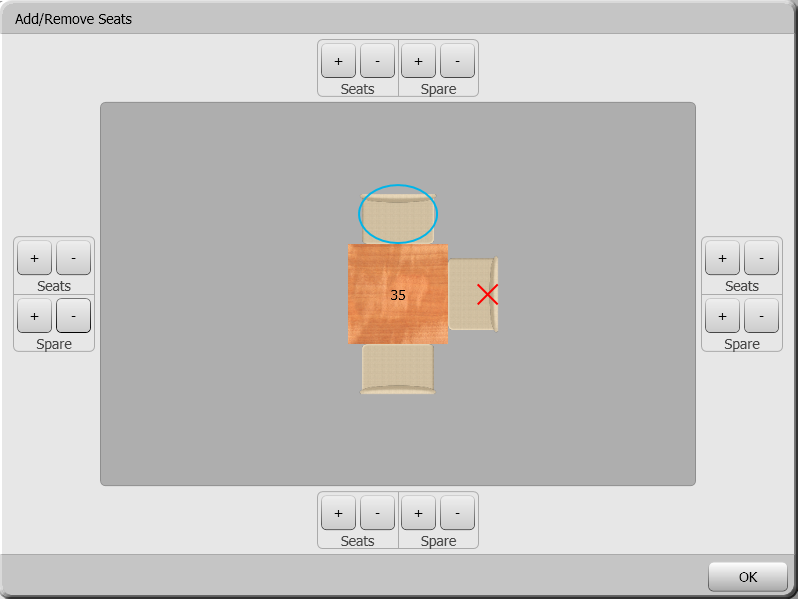 Add/Remove Seats
+ - + -
Seats Spare
+ -
Seats
+ -
Spare
35
+ -
Seats
+ -
Spare
+ - + -
Seats Spare
OK